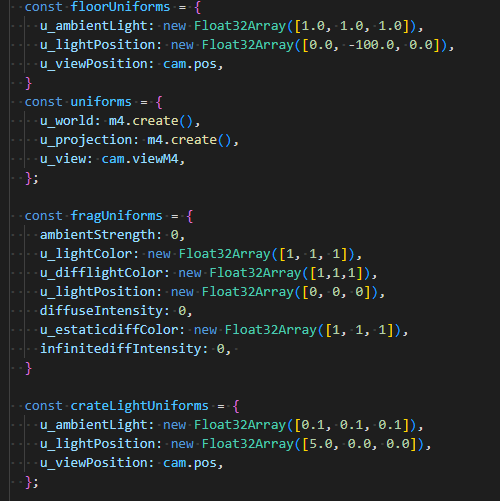 const floorUniforms = {
u_ambientLight: new Float32Array([1.0, 1.0, 1.0]),
u_lightPosition: new Float32Array([0.0, -100.0, 0.0]),
u_viewPosition: cam.pos,
}
const uniforms = {
u_world: m4.create(),
u_projection: m4.create(),
u_view: cam.viewM4,
};
const fragUniforms = {
ambientStrength: 0,
u_lightColor: new Float32Array([1, 1, 1]),
u_difflightColor: new Float32Array([1,1,1]),
u_lightPosition: new Float32Array([0, 0, 0]),
diffuseIntensity: 0,
u_estaticdiffColor: new Float32Array([1, 1, 1]),
infinitediffIntensity: 0,
}
const crateLightUniforms = {
u_ambientLight: new Float32Array([0.1, 0.1, 0.1]),
u_lightPosition: new Float32Array([5.0, 0.0, 0.0]),
u_viewPosition: cam.pos,
};